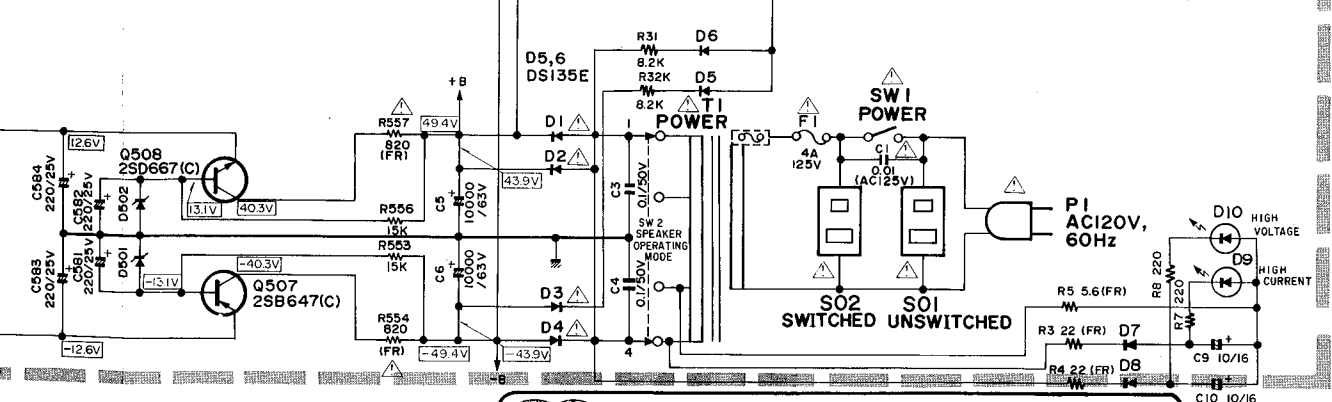 R31
8.2K
D6
D5,6
DS135E
R32K
8.2K
D5
+B
T1
POWER
F1
4A
125V
SW1
POWER
C1
0.01
(AC125V)
R557
820
(FR)
49.4V
D1
D2
43.9V
1
12.6V
Q508
2SD667(C)
C584
220/25V
C582
220/25V
D502
13.1V
40.3V
R556
15K
C5
10000
/63V
C3
0.1/50V
SW2
SPEAKER
OPERATING
MODE
P1
AC120V,
60Hz
D10
HIGH
VOLTAGE
R553
15K
C583
220/25V
C581
220/25V
D501
-13.1V
-40.3V
Q507
2SB647(C)
C6
10000
/63V
C4
0.1/50V
D3
D4
SO2
SWITCHED
SO1
UNSWITCHED
R8 220
R7 220
D9
HIGH
CURRENT
R5 5.6(FR)
R554
820
(FR)
-49.4V
-43.9V
4
-12.6V
-B
R3 22 (FR)
D7
C9 10/16
R4 22 (FR)
D8
C10 10/16